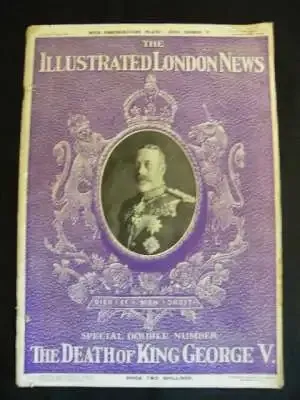 THE
ILLUSTRATED LONDON NEWS
DIEU ET MON DROIT
SPECIAL DOUBLE NUMBER
THE DEATH OF KING GEORGE V.
PRICE TWO SHILLINGS